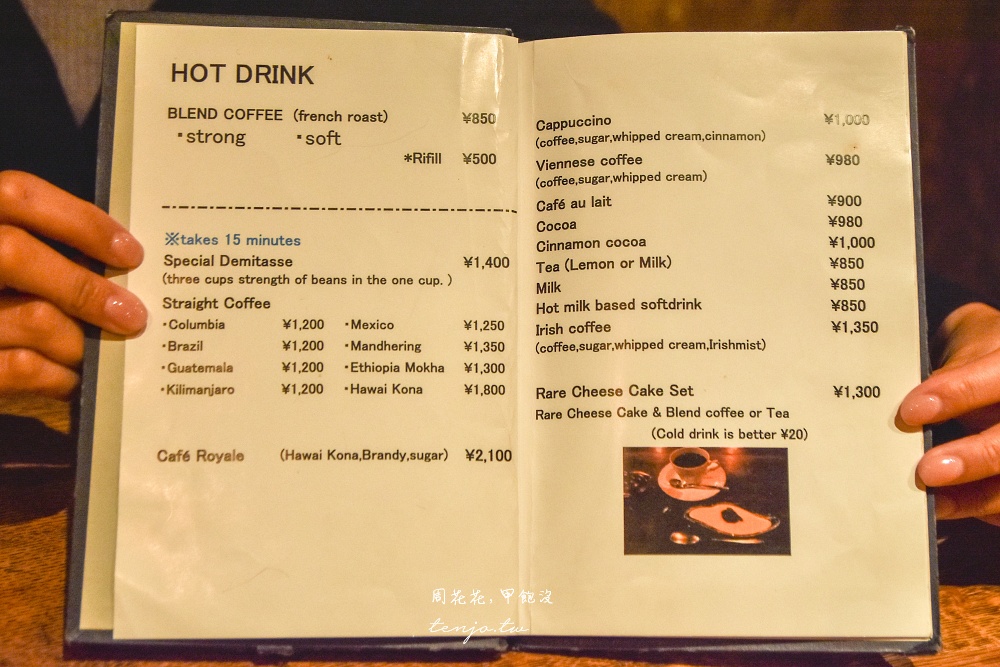 HOT DRINK
BLEND COFFEE (french roast) ¥850
・strong ・soft
*Rifill ¥500
※takes 15 minutes
Special Demitasse ¥1,400
(three cups strength of beans in the one cup. )
Straight Coffee
・Columbia ¥1,200 ・Mexico ¥1,250
・Brazil ¥1,200 ・Mandhering ¥1,350
・Guatemala ¥1,200 ・Ethiopia Mokha ¥1,300
・Kilimanjaro ¥1,200 ・Hawai Kona ¥1,800
Café Royale (Hawai Kona,Brandy,sugar) ¥2,100
Cappuccino ¥1,000
(coffee,sugar,whipped cream,cinnamon)
Viennese coffee ¥980
(coffee,sugar,whipped cream)
Café au lait ¥900
Cocoa ¥980
Cinnamon cocoa ¥1,000
Tea (Lemon or Milk) ¥850
Milk ¥850
Hot milk based softdrink ¥850
Irish coffee ¥1,350
(coffee,sugar,whipped cream,Irishmist)
Rare Cheese Cake Set ¥1,300
Rare Cheese Cake & Blend coffee or Tea
(Cold drink is better ¥20)
周花花，甲飽沒
tenjo.tw